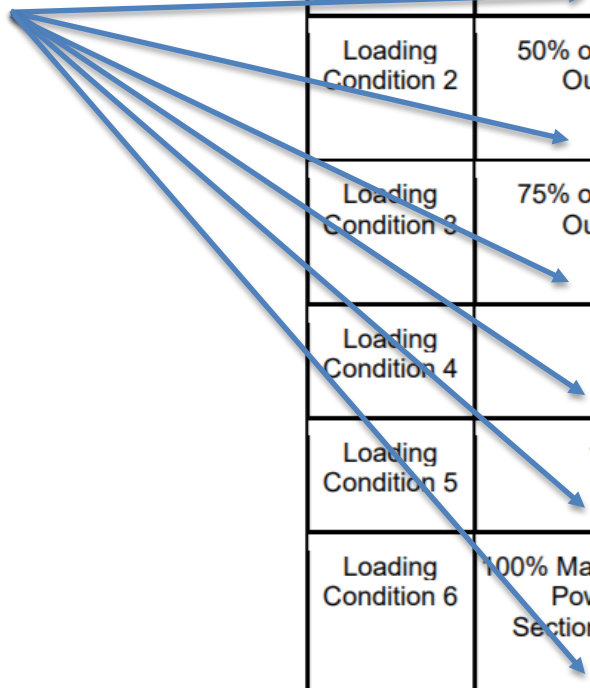 Loading
Condition 2
50% o
Ou
Loading
Condition 3
75% o
Ou
Loading
Condition 4
Loading
Condition 5
Loading
Condition 6
100% Ma
Pow
Section